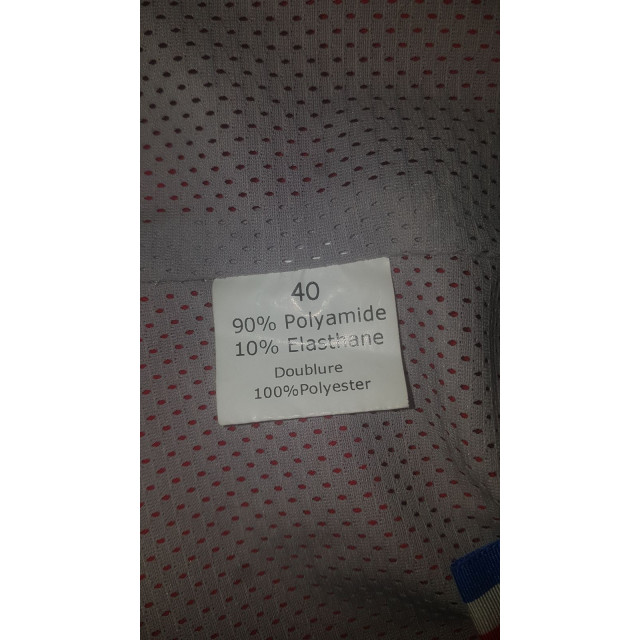 40
90% Polyamide
10% Elasthane
Doublure
100%Polyester